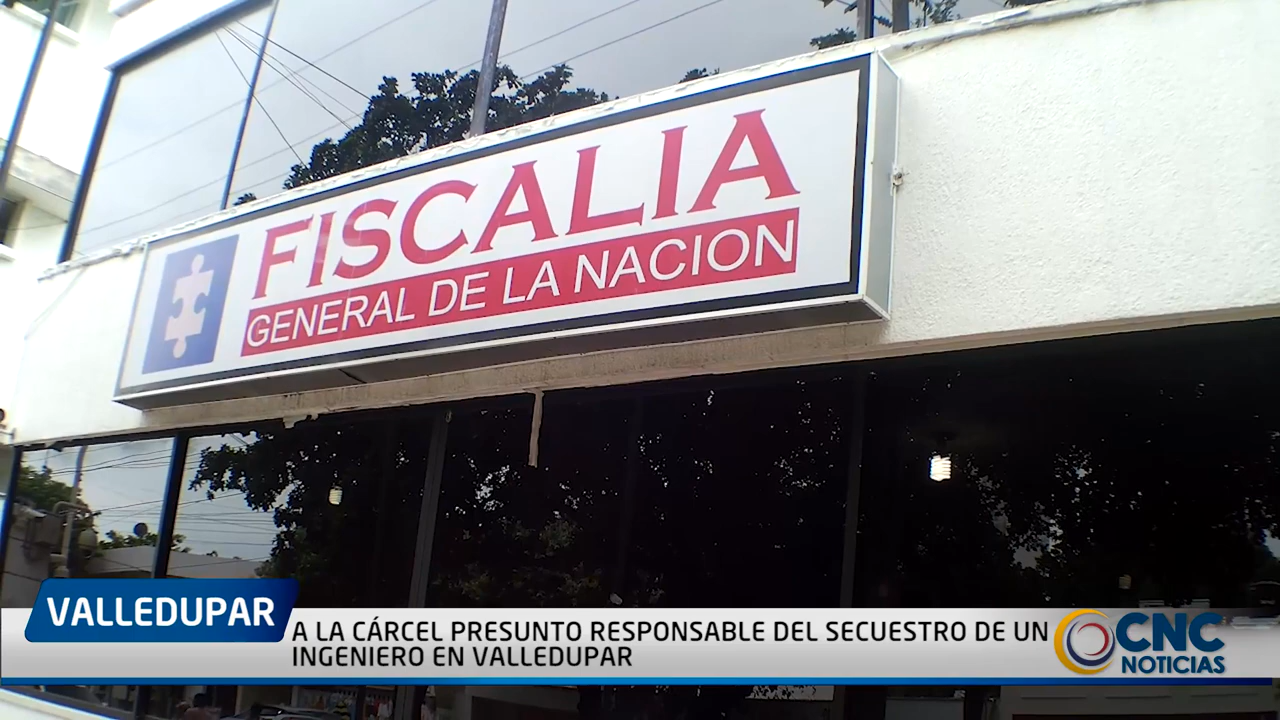 FISCALIA
GENERAL DE LA NACION
VALLEDUPAR
A LA CÁRCEL PRESUNTO RESPONSABLE DEL SECUESTRO DE UN
INGENIERO EN VALLEDUPAR
CNC
NOTICIAS